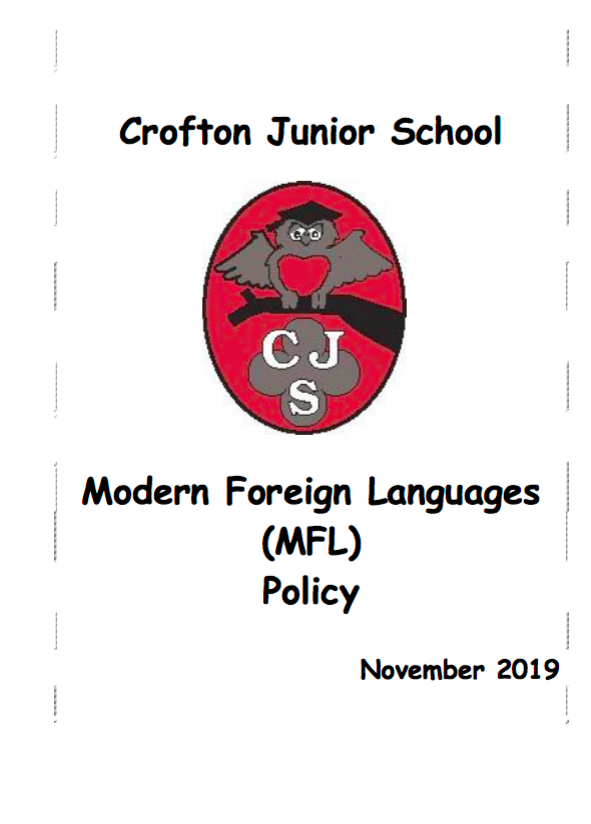 Crofton Junior School
C J
S
Modern Foreign Languages
(MFL)
Policy
November 2019